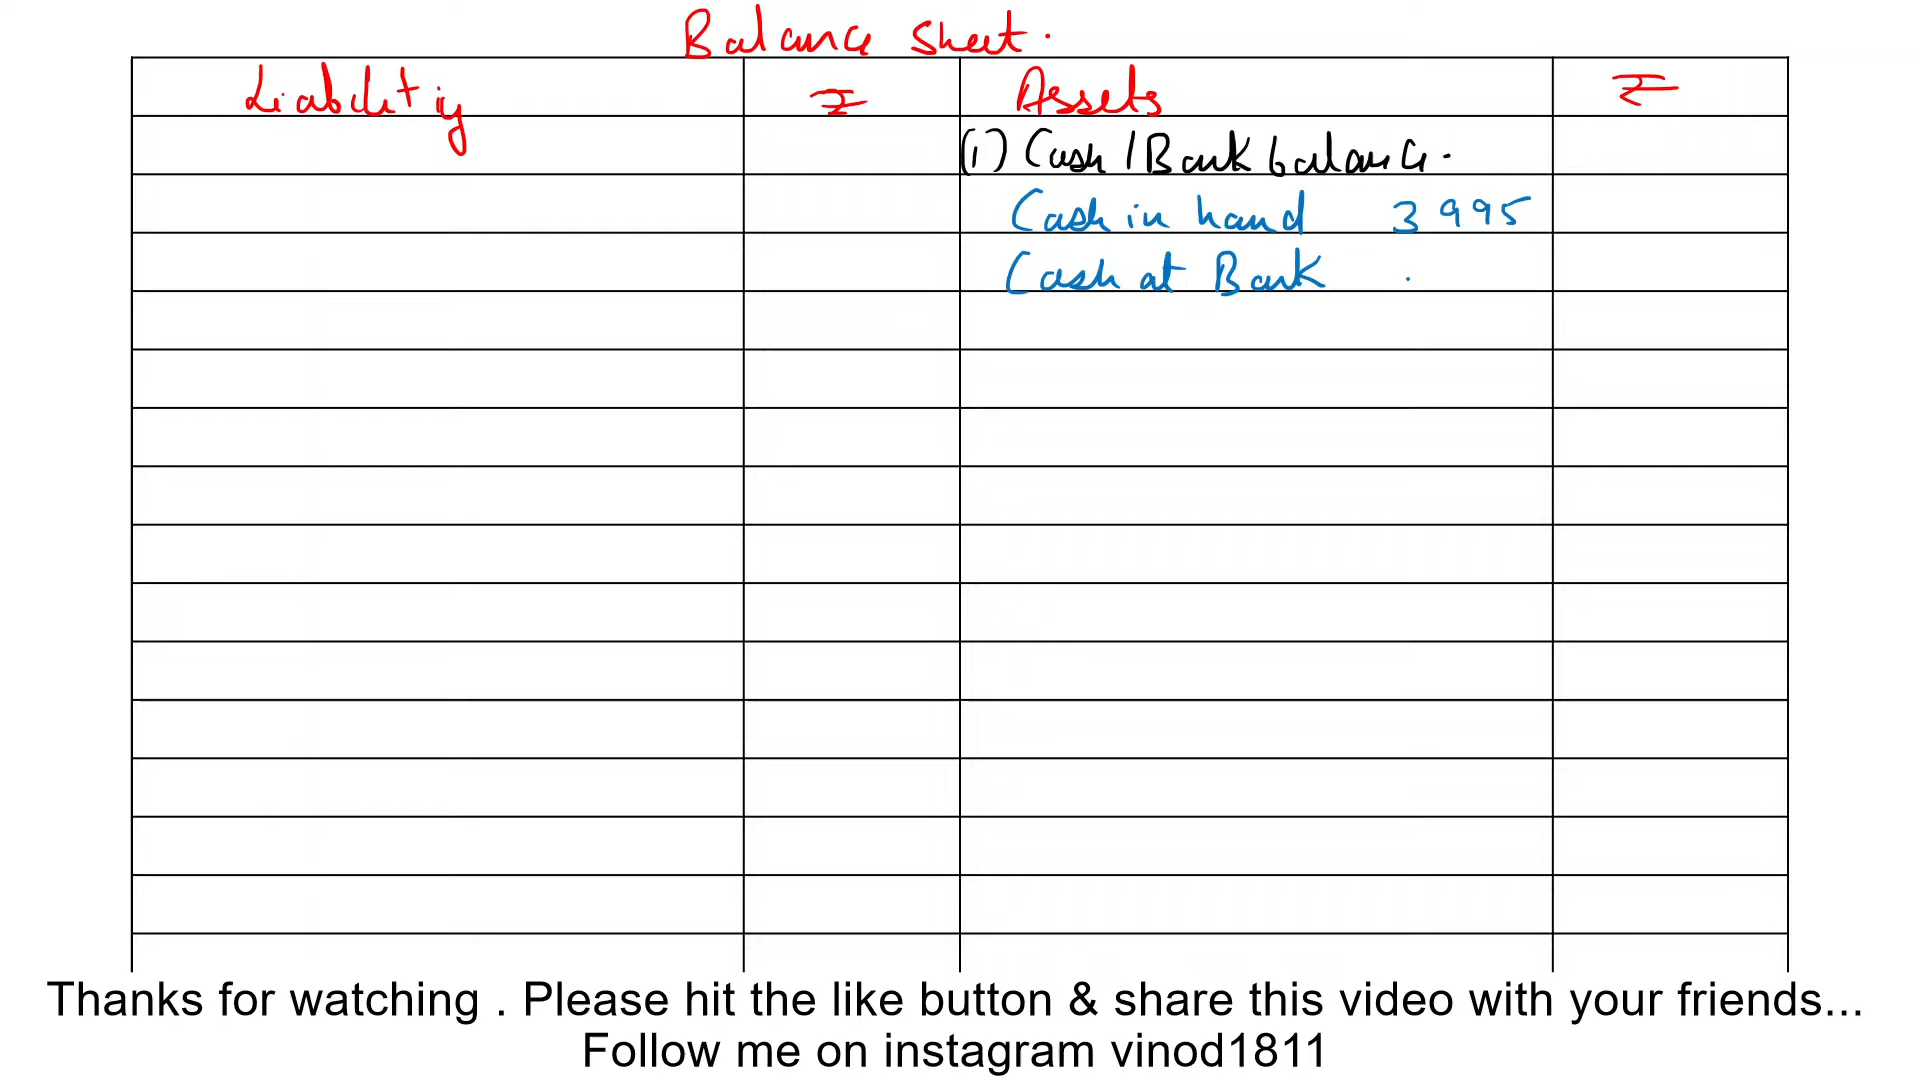 Balance Sheet.
Liability ₹ Assets ₹
(i) Cash / Bank balance.
Cash in hand 3995
Cash at Bank
Thanks for watching . Please hit the like button & share this video with your friends...
Follow me on instagram vinod1811